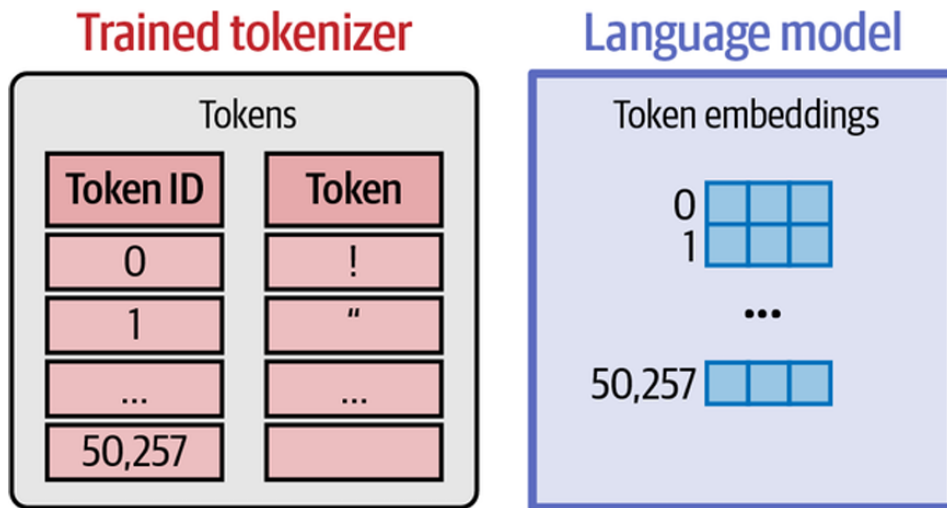 Trained tokenizer
Tokens
Token ID Token
0 !
1 “
... ...
50,257
Language model
Token embeddings
0
1
...
50,257